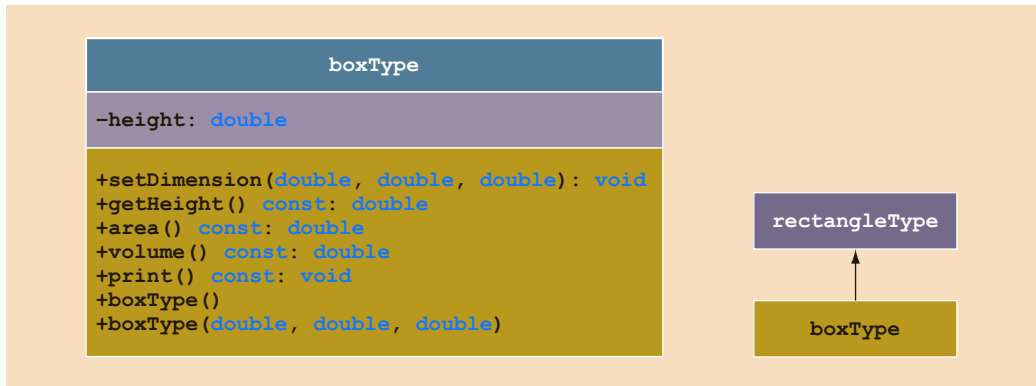 boxType
-height: double
+setDimension(double, double, double): void
+getHeight() const: double
+area() const: double
+volume() const: double
+print() const: void
+boxType()
+boxType(double, double, double)
rectangleType
boxType